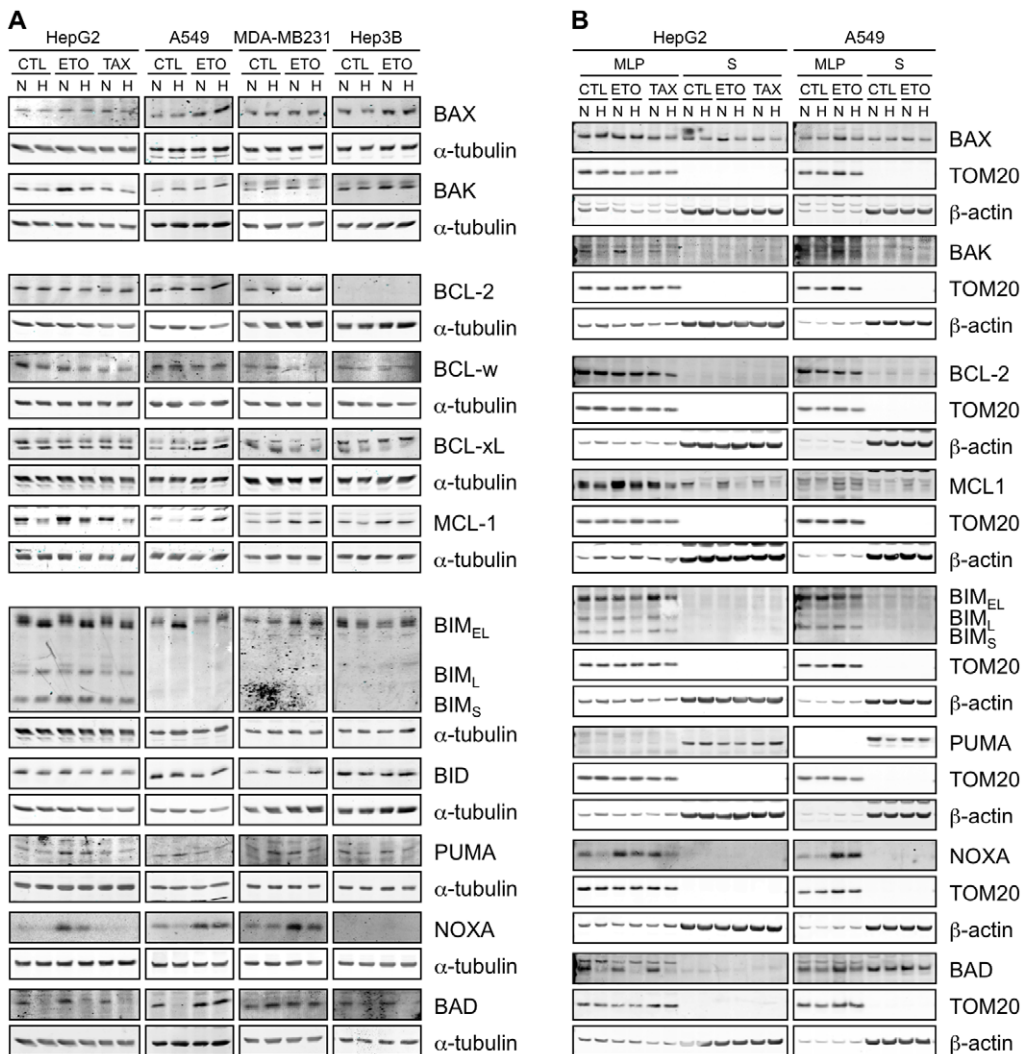 A
HepG2 A549 MDA-MB231 Hep3B
CTL ETO TAX CTL ETO CTL ETO CTL ETO
N H N H N H N H N H N H N H N H N H
BAX
α-tubulin
BAK
α-tubulin
BCL-2
α-tubulin
BCL-w
α-tubulin
BCL-xL
α-tubulin
MCL-1
α-tubulin
BIMEL
BIML
BIMS
α-tubulin
BID
α-tubulin
PUMA
α-tubulin
NOXA
α-tubulin
BAD
α-tubulin
B
HepG2 A549
MLP S MLP S
CTL ETO TAX CTL ETO TAX CTL ETO CTL ETO
N H N H N H N H N H N H N H N H N H N H
BAX
TOM20
β-actin
BAK
TOM20
β-actin
BCL-2
TOM20
β-actin
MCL1
TOM20
β-actin
BIMEL
BIML
BIMS
TOM20
β-actin
PUMA
TOM20
β-actin
NOXA
TOM20
β-actin
BAD
TOM20
β-actin